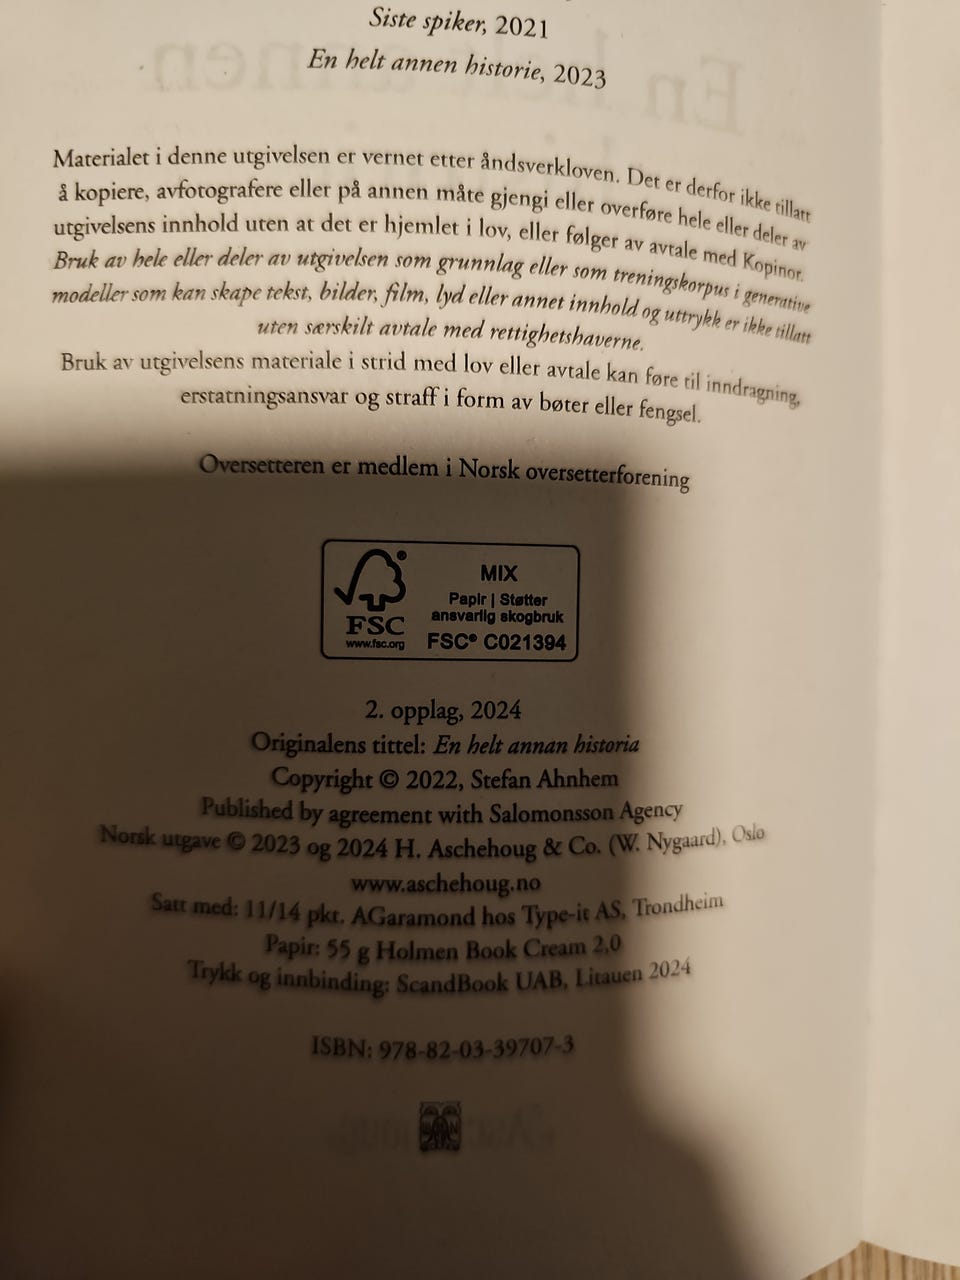 Siste spiker, 2021
En helt annen historie, 2023
Materialet i denne utgivelsen er vernet etter åndsverkloven. Det er derfor ikke tillatt
å kopiere, avfotografere eller på annen måte gjengi eller overføre hele eller deler av
utgivelsens innhold uten at det er hjemlet i lov, eller følger av avtale med Kopinor.
Bruk av hele eller deler av utgivelsen som grunnlag eller som treningskorpus i generative
modeller som kan skape tekst, bilder, film, lyd eller annet innhold og uttrykk er ikke tillatt
uten særskilt avtale med rettighetshaverne.
Bruk av utgivelsens materiale i strid med lov eller avtale kan føre til inndragning,
erstatningsansvar og straff i form av bøter eller fengsel.
Oversetteren er medlem i Norsk oversetterforening
MIX
Papir | Støtter
ansvarlig skogbruk
FSC® C021394
FSC
www.fsc.org
2. opplag, 2024
Originalens tittel: En helt annan historia
Copyright © 2022, Stefan Ahnhem
Published by agreement with Salomonsson Agency
Norsk utgave © 2023 og 2024 H. Aschehoug & Co. (W. Nygaard), Oslo
www.aschehoug.no
Satt med: 11/14 pkt. AGaramond hos Type-it AS, Trondheim
Papir: 55 g Holmen Book Cream 2,0
Trykk og innbinding: ScandBook UAB, Litauen 2024
ISBN: 978-82-03-39707-3